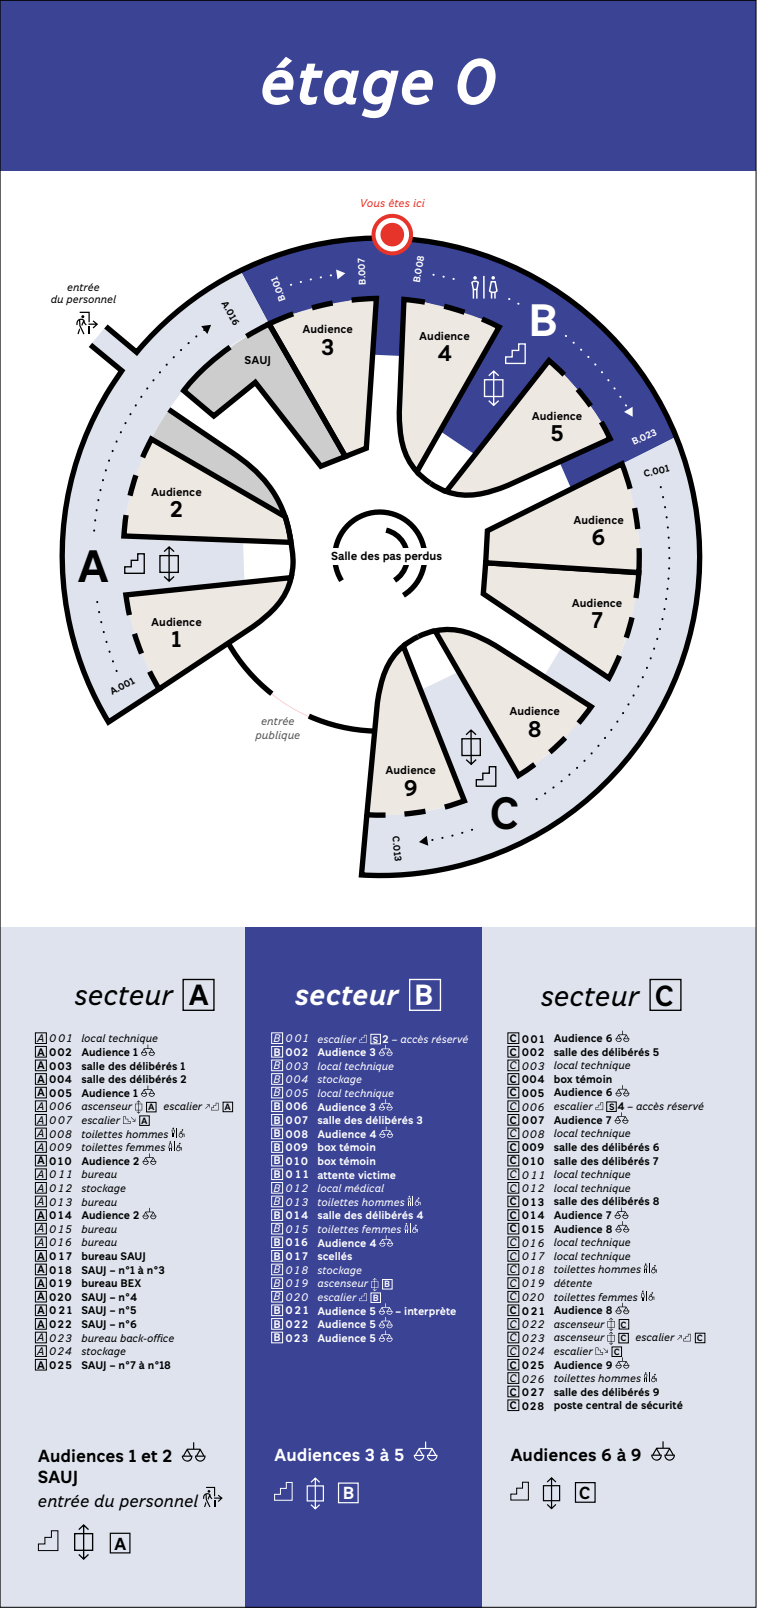 étage 0
Vous êtes ici
entrée
du personnel
A.016
B.001
B.007
B.008
B
B.023
C.001
SAUJ
Audience
3
Audience
4
Audience
5
Audience
2
Audience
6
A
Salle des pas perdus
Audience
7
Audience
1
A.001
entrée
publique
Audience
8
Audience
9
C
C.013
secteur A
A 001 local technique
A 002 Audience 1
A 003 salle des délibérés 1
A 004 salle des délibérés 2
A 005 Audience 1
A 006 ascenseur A escalier A
A 007 escalier A
A 008 toilettes hommes
A 009 toilettes femmes
A 010 Audience 2
A 011 bureau
A 012 stockage
A 013 bureau
A 014 Audience 2
A 015 bureau
A 016 bureau
A 017 bureau SAUJ
A 018 SAUJ – n°1 à n°3
A 019 bureau BEX
A 020 SAUJ – n°4
A 021 SAUJ – n°5
A 022 SAUJ – n°6
A 023 bureau back-office
A 024 stockage
A 025 SAUJ – n°7 à n°18
Audiences 1 et 2
SAUJ
entrée du personnel
A
secteur B
B 001 escalier S2 – accès réservé
B 002 Audience 3
B 003 local technique
B 004 stockage
B 005 local technique
B 006 Audience 3
B 007 salle des délibérés 3
B 008 Audience 4
B 009 box témoin
B 010 box témoin
B 011 attente victime
B 012 local médical
B 013 toilettes hommes
B 014 salle des délibérés 4
B 015 toilettes femmes
B 016 Audience 4
B 017 scellés
B 018 stockage
B 019 ascenseur B
B 020 escalier B
B 021 Audience 5 – interprète
B 022 Audience 5
B 023 Audience 5
Audiences 3 à 5
B
secteur C
C 001 Audience 6
C 002 salle des délibérés 5
C 003 local technique
C 004 box témoin
C 005 Audience 6
C 006 escalier S4 – accès réservé
C 007 Audience 7
C 008 local technique
C 009 salle des délibérés 6
C 010 salle des délibérés 7
C 011 local technique
C 012 local technique
C 013 salle des délibérés 8
C 014 Audience 7
C 015 Audience 8
C 016 local technique
C 017 local technique
C 018 toilettes hommes
C 019 détente
C 020 toilettes femmes
C 021 Audience 8
C 022 ascenseur C
C 023 ascenseur C escalier C
C 024 escalier C
C 025 Audience 9
C 026 toilettes hommes
C 027 salle des délibérés 9
C 028 poste central de sécurité
Audiences 6 à 9
C